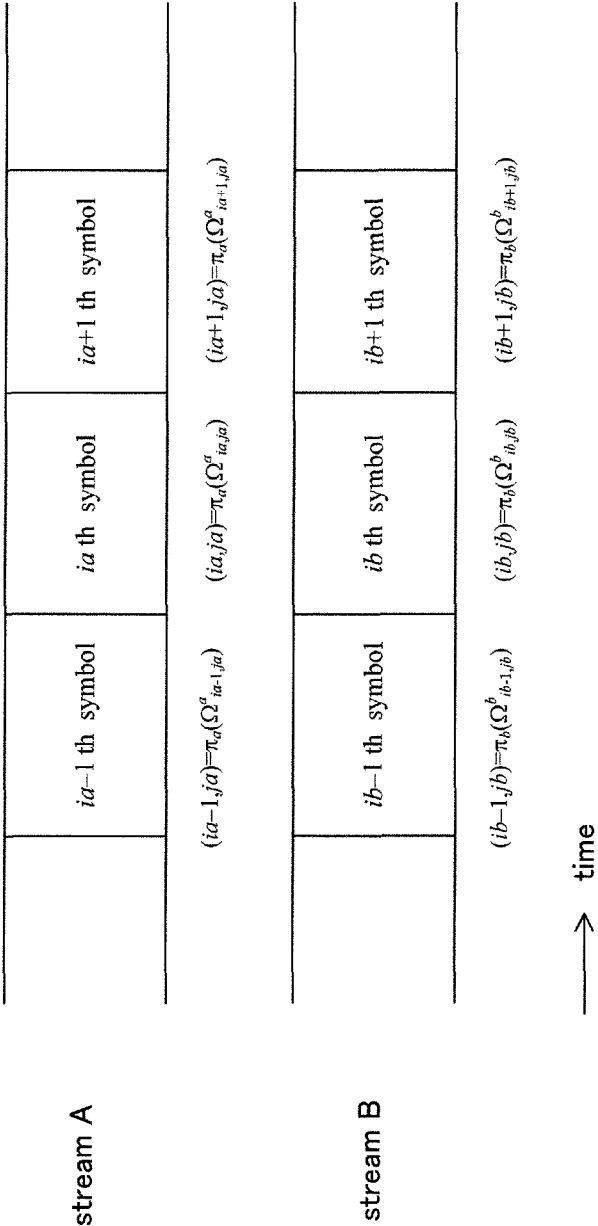 stream A
ia−1 th symbol
ia th symbol
ia+1 th symbol
(ia−1,ja)=πₐ(Ωᵃia-1,ja)
(ia,ja)=πₐ(Ωᵃia,ja)
(ia+1,ja)=πₐ(Ωᵃia+1,ja)
stream B
ib−1 th symbol
ib th symbol
ib+1 th symbol
(ib−1,jb)=π_b(Ωᵇib-1,jb)
(ib,jb)=π_b(Ωᵇib,jb)
(ib+1,jb)=π_b(Ωᵇib+1,jb)
time